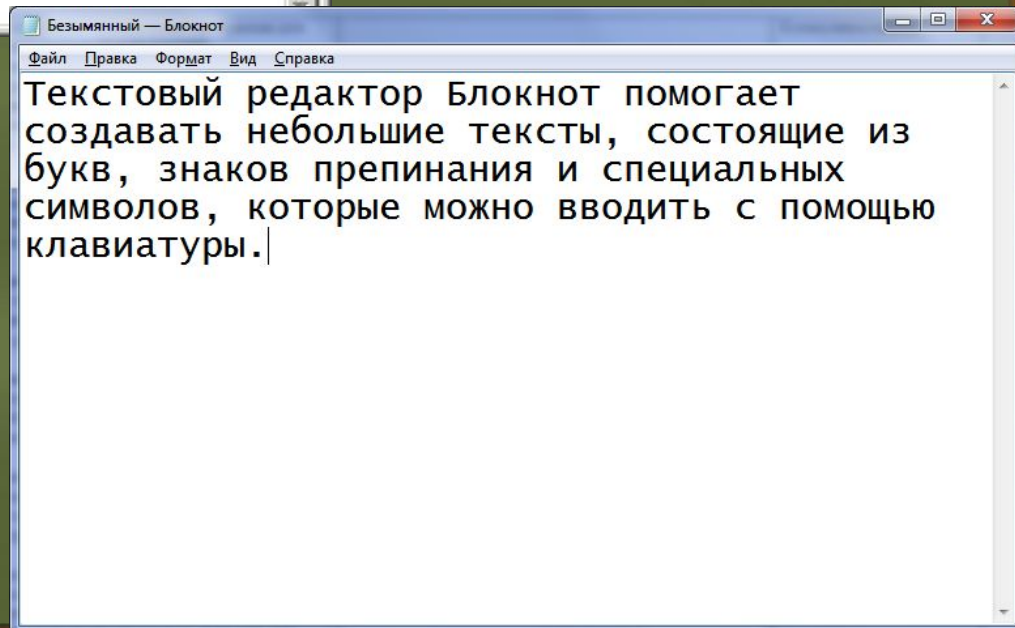 Безымянный — Блокнот
Файл Правка Формат Вид Справка
Текстовый редактор Блокнот помогает
создавать небольшие тексты, состоящие из
букв, знаков препинания и специальных
символов, которые можно вводить с помощью
клавиатуры.